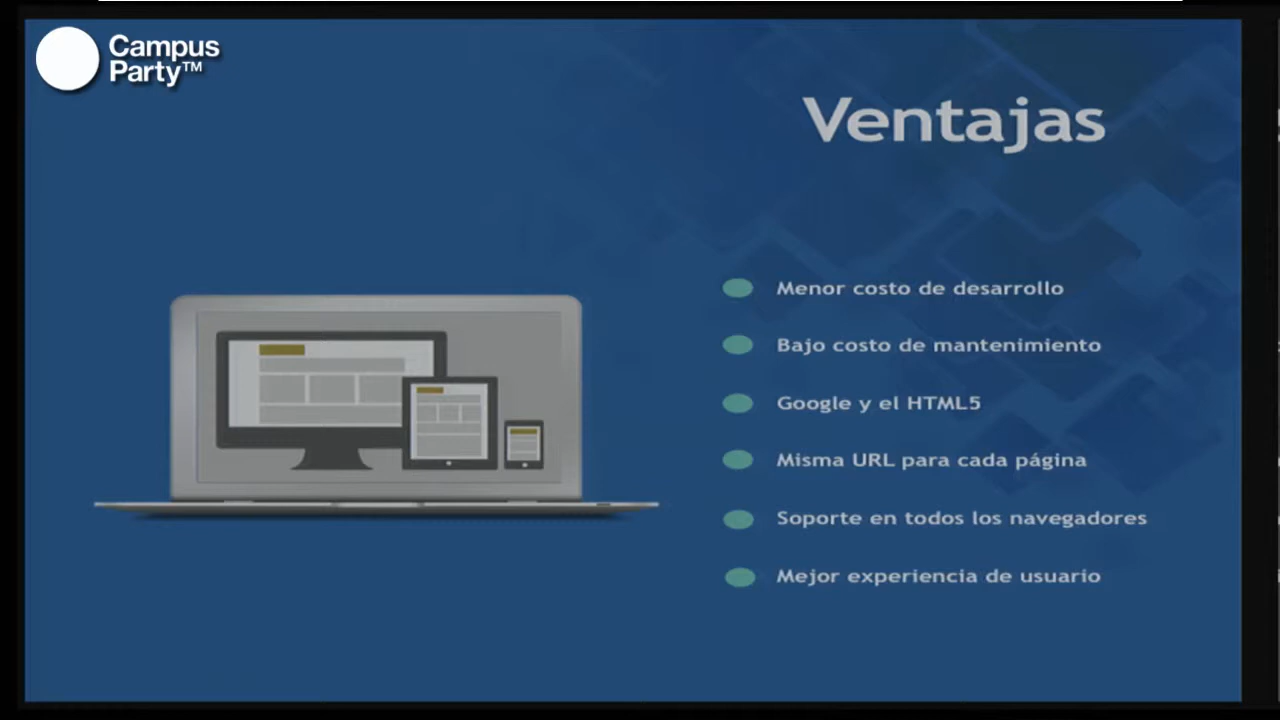 Campus
Party™
Ventajas
Menor costo de desarrollo
Bajo costo de mantenimiento
Google y el HTML5
Misma URL para cada página
Soporte en todos los navegadores
Mejor experiencia de usuario